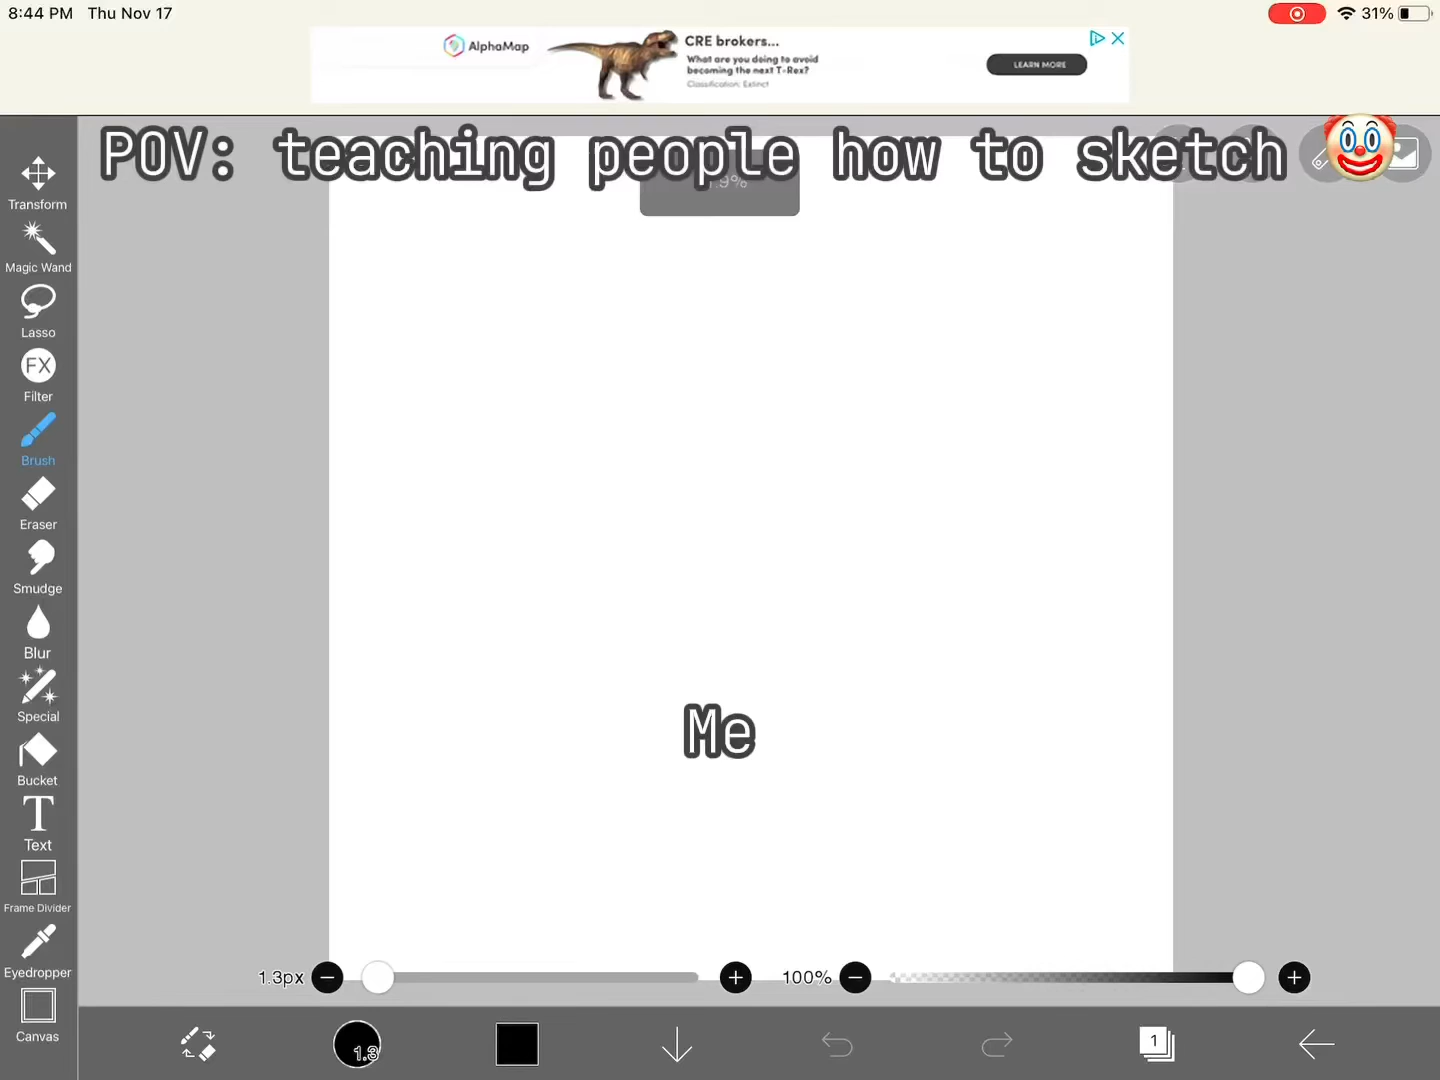 8:44 PM Thu Nov 17
31%
AlphaMap
CRE brokers...
What are you doing to avoid
becoming the next T-Rex?
Classification: Extinct
LEARN MORE
POV: teaching people how to sketch 🤡
Transform
Magic Wand
Lasso
FX
Filter
Brush
Eraser
Smudge
Blur
Special
Bucket
T
Text
Frame Divider
Eyedropper
Canvas
Me
1.3px
100%
1.3
1